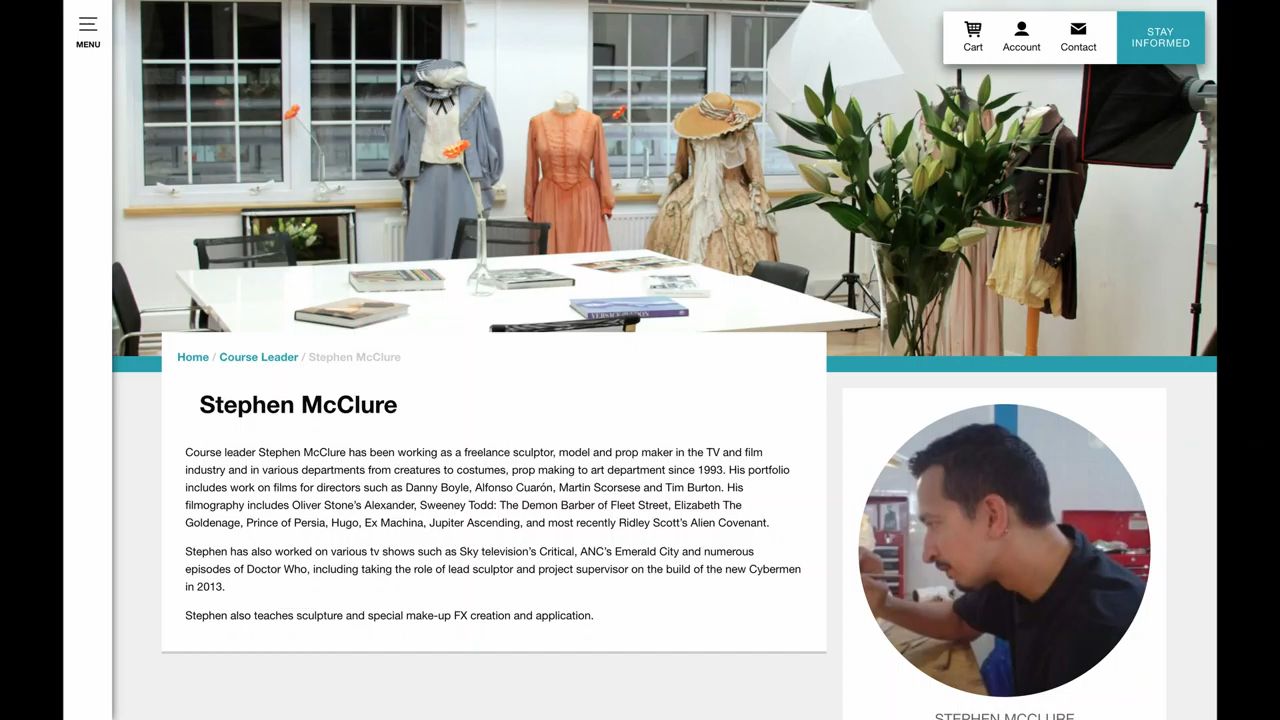 MENU
Cart
Account
Contact
STAY
INFORMED
Home / Course Leader / Stephen McClure
Stephen McClure
Course leader Stephen McClure has been working as a freelance sculptor, model and prop maker in the TV and film
industry and in various departments from creatures to costumes, prop making to art department since 1993. His portfolio
includes work on films for directors such as Danny Boyle, Alfonso Cuarón, Martin Scorsese and Tim Burton. His
filmography includes Oliver Stone's Alexander, Sweeney Todd: The Demon Barber of Fleet Street, Elizabeth The
Goldenage, Prince of Persia, Hugo, Ex Machina, Jupiter Ascending, and most recently Ridley Scott's Alien Covenant.
Stephen has also worked on various tv shows such as Sky television's Critical, ANC's Emerald City and numerous
episodes of Doctor Who, including taking the role of lead sculptor and project supervisor on the build of the new Cybermen
in 2013.
Stephen also teaches sculpture and special make-up FX creation and application.
STEPHEN MCCLURE